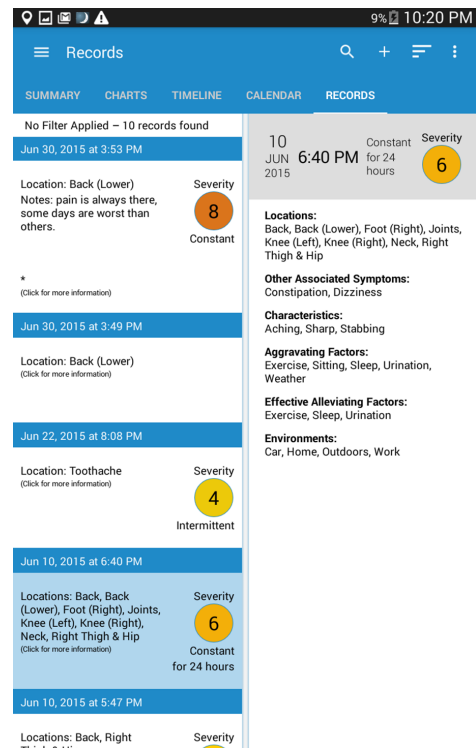 9% 10:20 PM
Records
SUMMARY CHARTS TIMELINE CALENDAR RECORDS
No Filter Applied – 10 records found
Jun 30, 2015 at 3:53 PM
Location: Back (Lower)
Notes: pain is always there,
some days are worst than
others.
Severity
8
Constant
*
(Click for more information)
Jun 30, 2015 at 3:49 PM
Location: Back (Lower)
(Click for more information)
Jun 22, 2015 at 8:08 PM
Location: Toothache
(Click for more information)
Severity
4
Intermittent
Jun 10, 2015 at 6:40 PM
Locations: Back, Back
(Lower), Foot (Right), Joints,
Knee (Left), Knee (Right),
Neck, Right Thigh & Hip
(Click for more information)
Severity
6
Constant
for 24 hours
Jun 10, 2015 at 5:47 PM
Locations: Back, Right
Severity
10
JUN
2015
6:40 PM
Constant
for 24
hours
Severity
6
Locations:
Back, Back (Lower), Foot (Right), Joints,
Knee (Left), Knee (Right), Neck, Right
Thigh & Hip
Other Associated Symptoms:
Constipation, Dizziness
Characteristics:
Aching, Sharp, Stabbing
Aggravating Factors:
Exercise, Sitting, Sleep, Urination,
Weather
Effective Alleviating Factors:
Exercise, Sleep, Urination
Environments:
Car, Home, Outdoors, Work